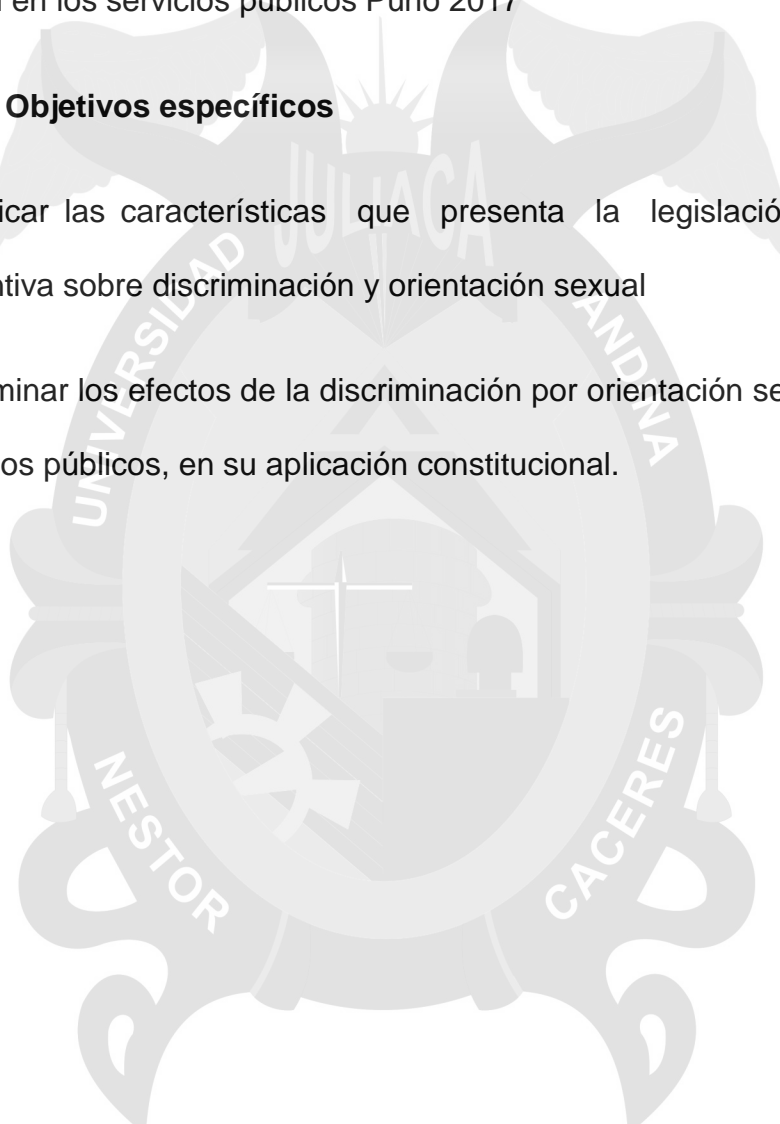 en los servicios públicos Puno 2017
Objetivos específicos
icar las características que presenta la legislació
ntiva sobre discriminación y orientación sexual
minar los efectos de la discriminación por orientación se
os públicos, en su aplicación constitucional.
UNIVERSIDAD
JULIACA
ANDINA
NESTOR
CACERES